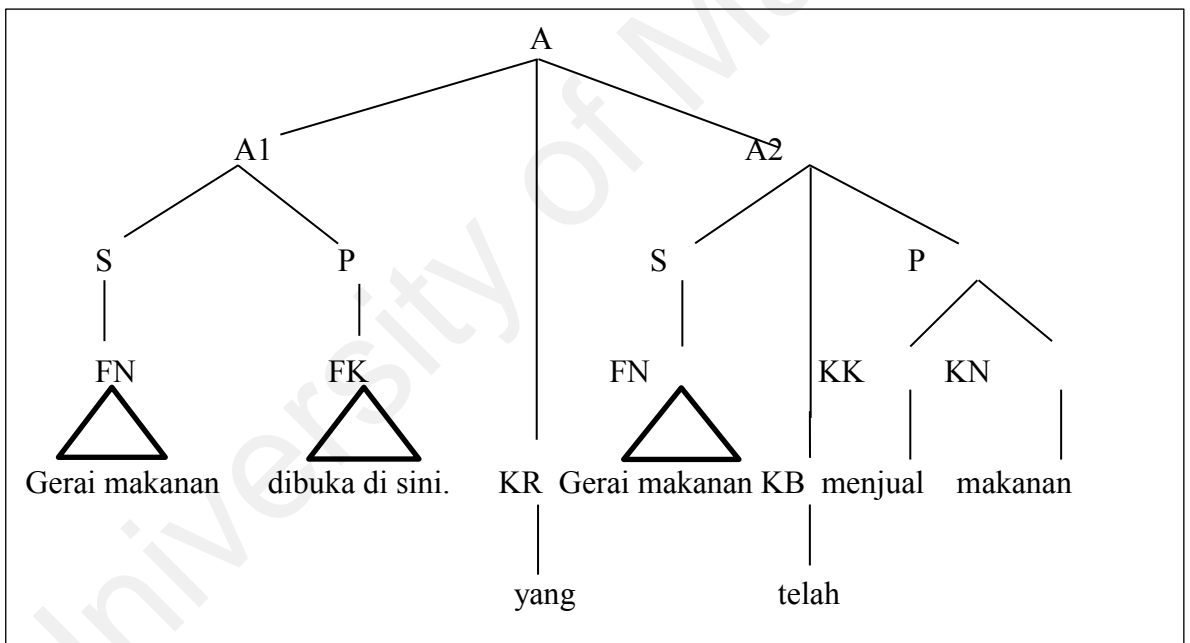 A
A1 A2
S P S P
FN FK FN KK KN
Gerai makanan dibuka di sini. KR Gerai makanan KB menjual makanan
yang telah